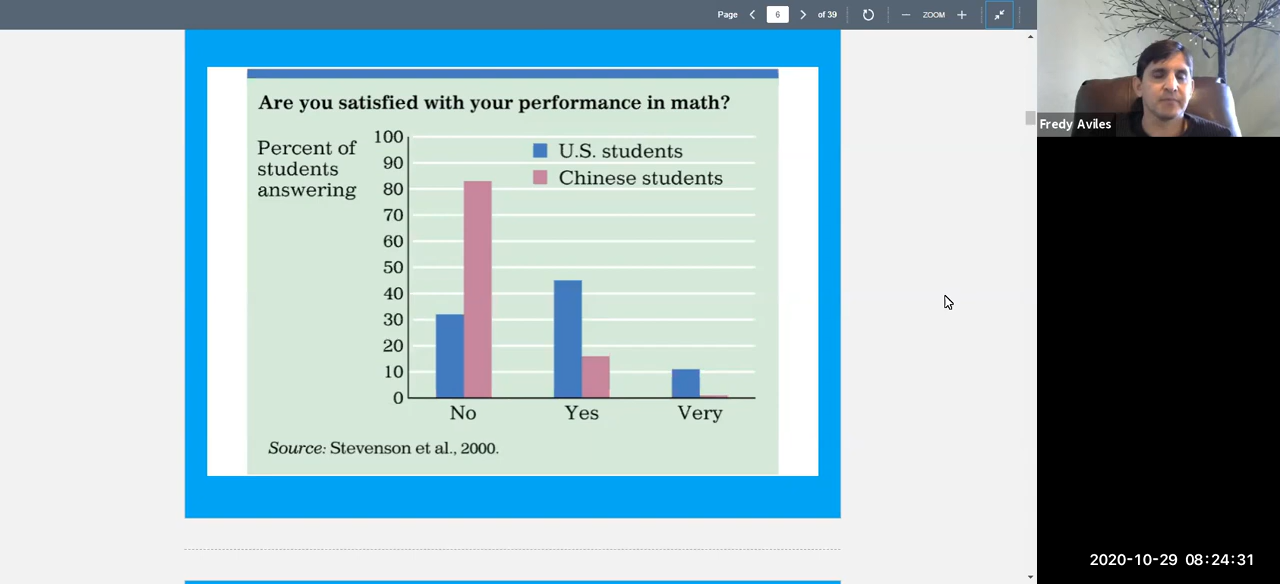 Page 6 of 39 ZOOM
Are you satisfied with your performance in math?
Percent of
students
answering
100
90
80
70
60
50
40
30
20
10
0
U.S. students
Chinese students
No Yes Very
Source: Stevenson et al., 2000.
Fredy Aviles
2020-10-29 08:24:31